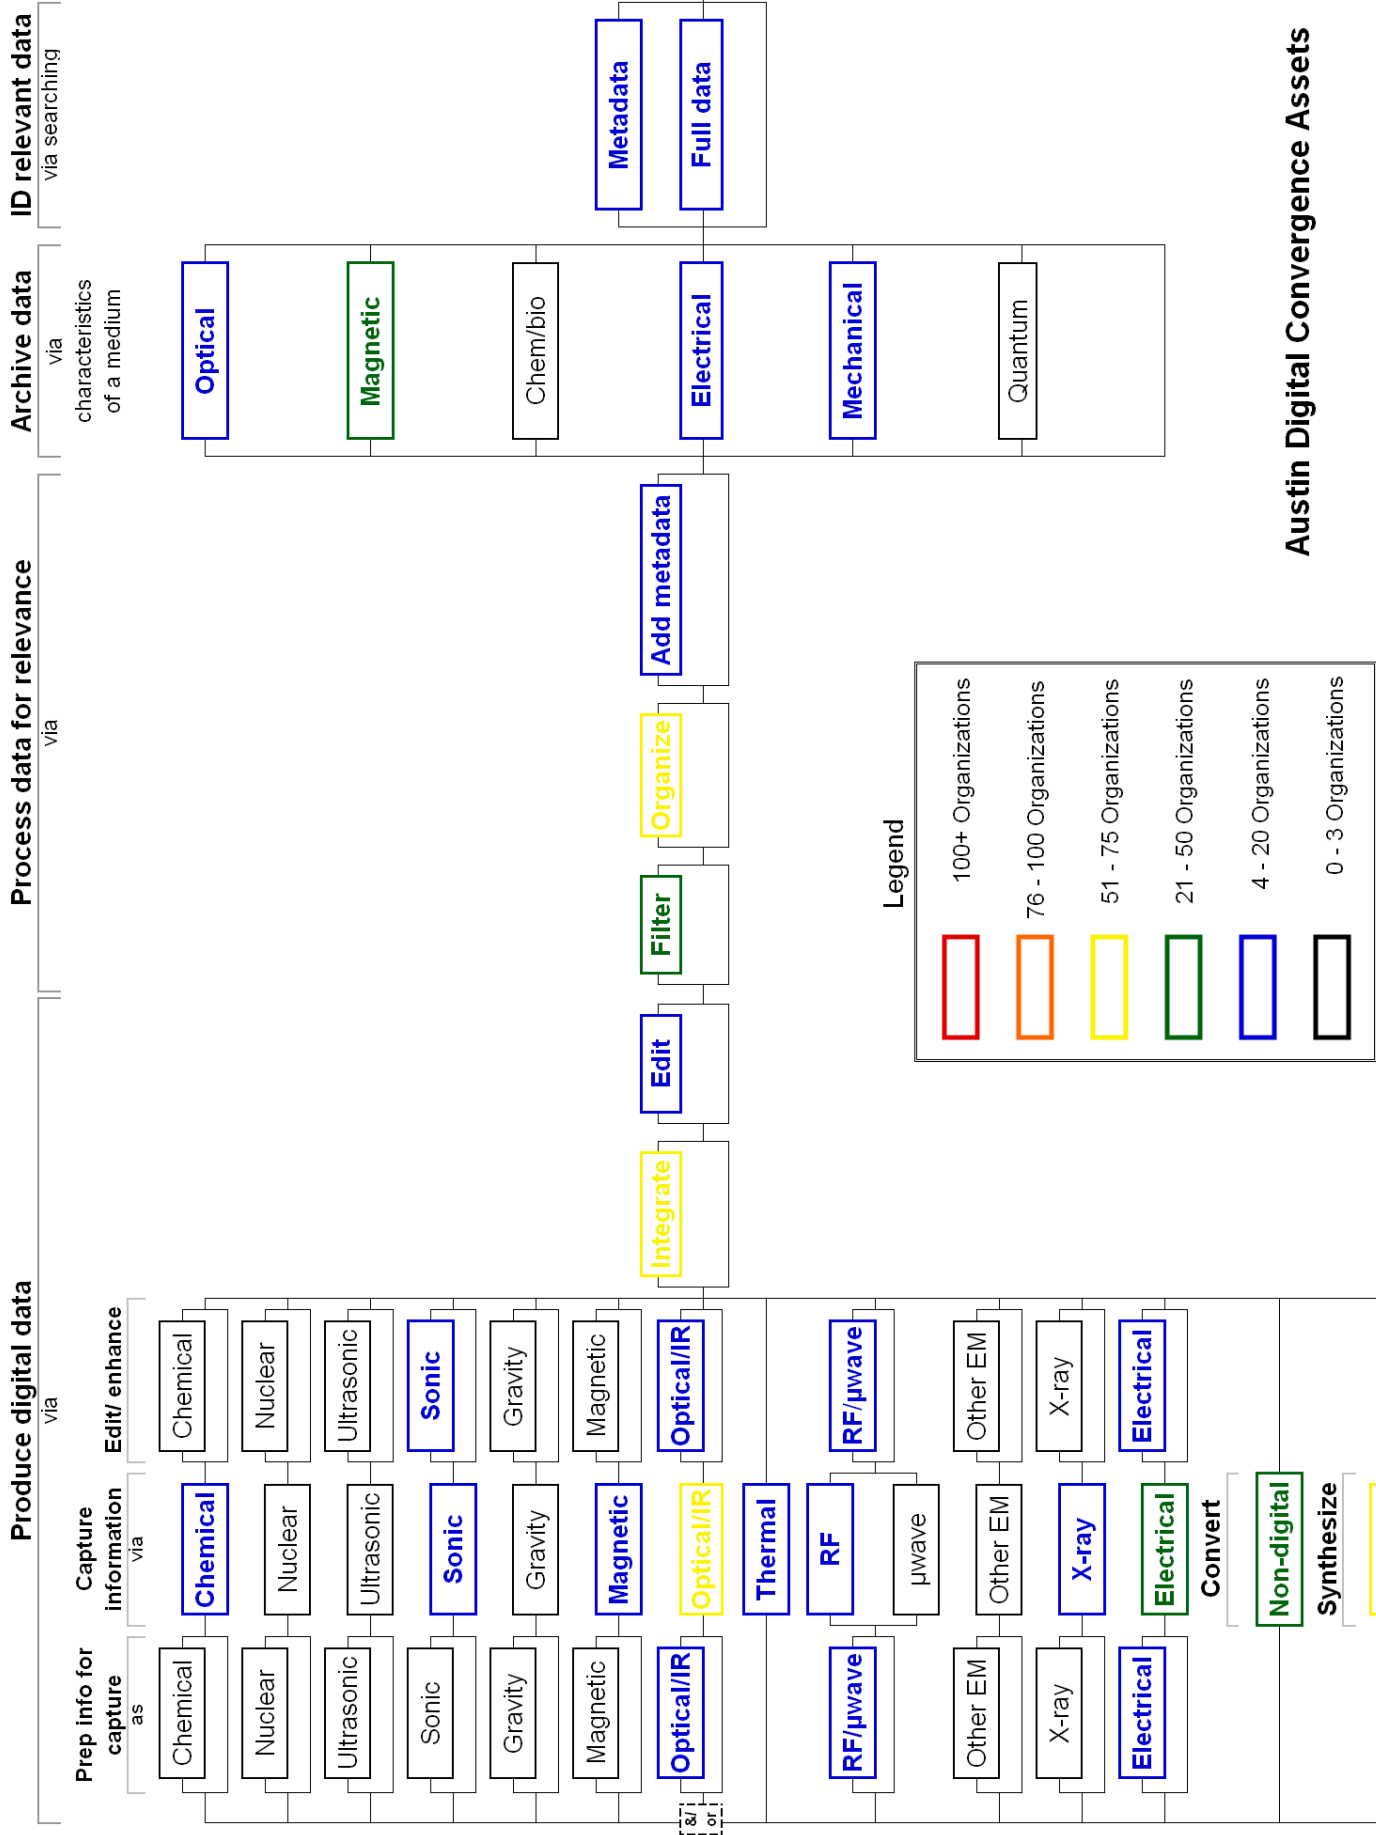 Produce digital data
via
Process data for relevance
via
Archive data
via
characteristics
of a medium
ID relevant data
via searching
Prep info for
capture
as
Capture
information
via
Edit/ enhance
Chemical
Chemical
Chemical
Nuclear
Nuclear
Nuclear
Ultrasonic
Ultrasonic
Ultrasonic
Sonic
Sonic
Sonic
Gravity
Gravity
Gravity
Magnetic
Magnetic
Magnetic
Optical/IR
Optical/IR
Optical/IR
&/
or
Thermal
RF/µwave
RF
µwave
RF/µwave
Other EM
Other EM
Other EM
X-ray
X-ray
X-ray
Electrical
Electrical
Electrical
Convert
Non-digital
Synthesize
Integrate
Edit
Filter
Organize
Add metadata
Optical
Magnetic
Chem/bio
Electrical
Mechanical
Quantum
Metadata
Full data
Legend
100+ Organizations
76 - 100 Organizations
51 - 75 Organizations
21 - 50 Organizations
4 - 20 Organizations
0 - 3 Organizations
Austin Digital Convergence Assets